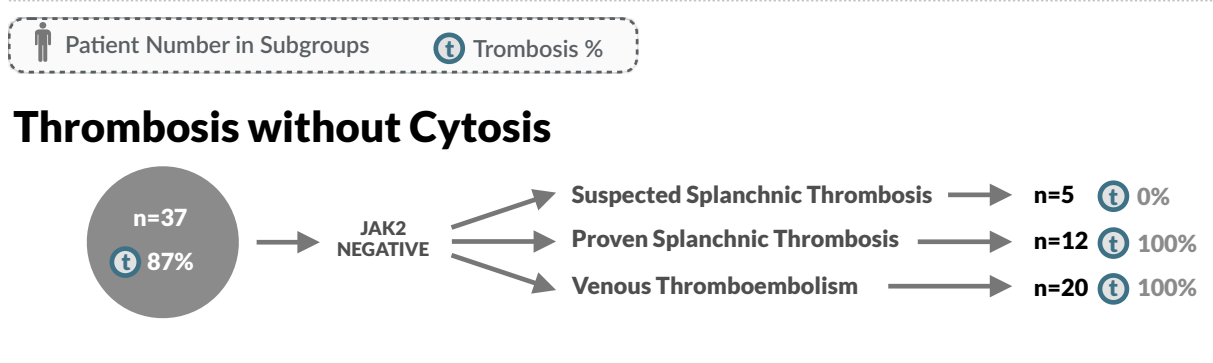 Patient Number in Subgroups t Trombosis %
Thrombosis without Cytosis
n=37
t 87%
JAK2
NEGATIVE
Suspected Splanchnic Thrombosis n=5 t 0%
Proven Splanchnic Thrombosis n=12 t 100%
Venous Thromboembolism n=20 t 100%